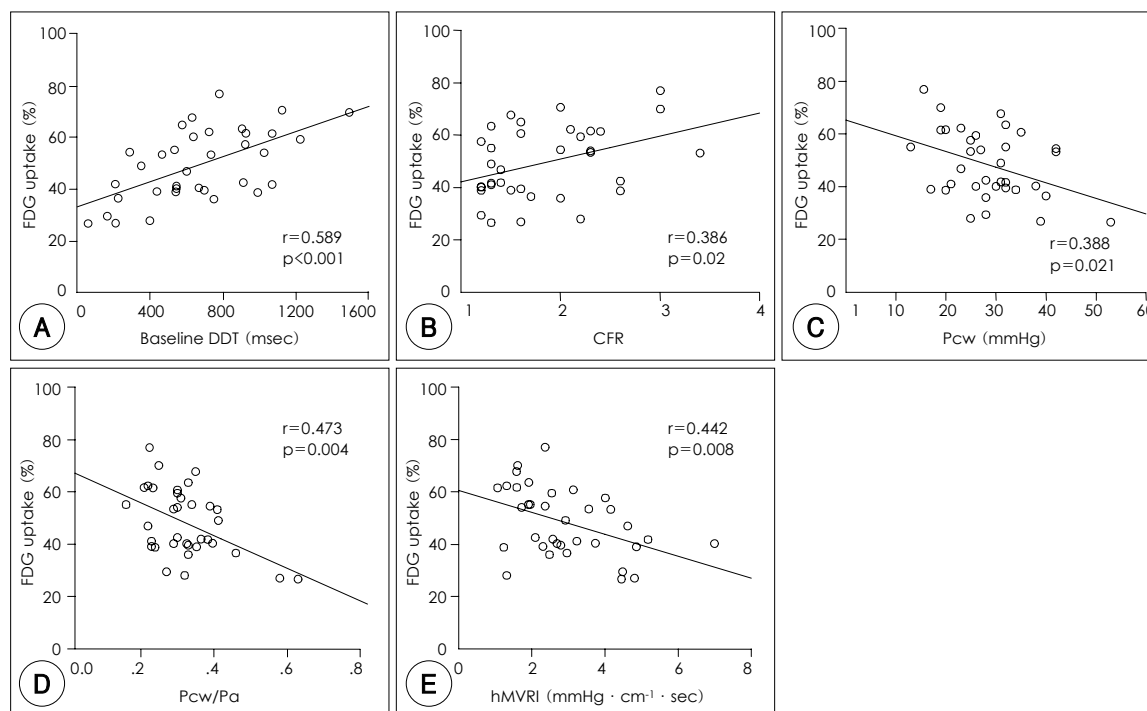 100
80
60
40
20
0
FDG uptake (%)
r=0.589
p<0.001
0 400 800 1200 1600
Baseline DDT (msec)
A
100
80
60
40
20
0
FDG uptake (%)
r=0.386
p=0.02
1 2 3 4
CFR
B
100
80
60
40
20
0
FDG uptake (%)
r=0.388
p=0.021
1 10 20 30 40 50 60
Pcw (mmHg)
C
100
80
60
40
20
0
FDG uptake (%)
r=0.473
p=0.004
0.0 .2 .4 .6 .8
Pcw/Pa
D
100
80
60
40
20
0
FDG uptake (%)
r=0.442
p=0.008
0 2 4 6 8
hMVRI (mmHg · cm⁻¹ · sec)
E